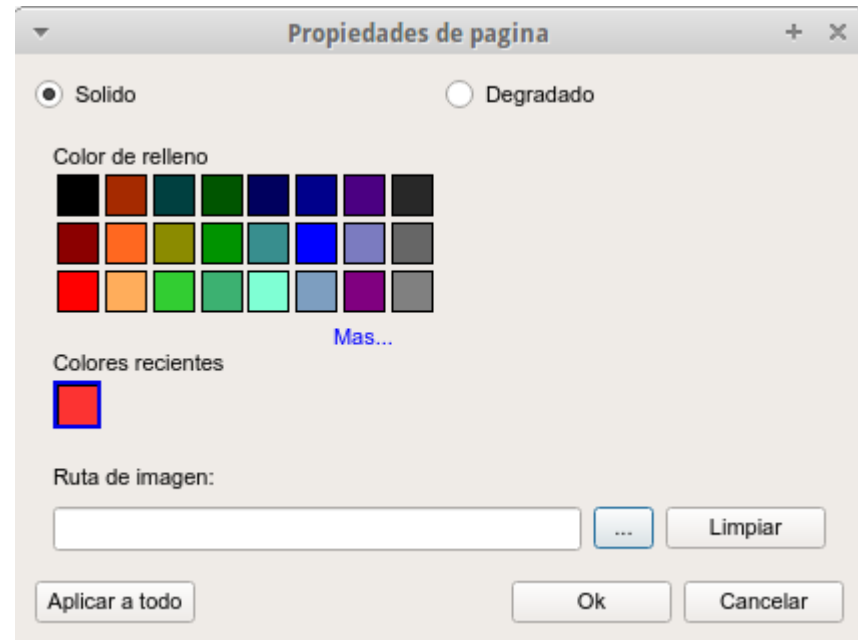 Propiedades de pagina
Solido
Degradado
Color de relleno
Mas...
Colores recientes
Ruta de imagen:
...
Limpiar
Aplicar a todo
Ok
Cancelar